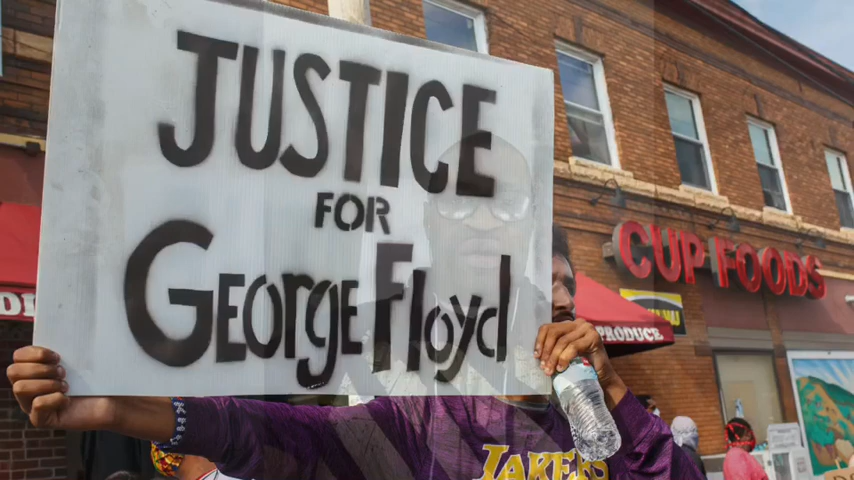 JUSTICE
FOR
GEORGE FLOYD
CUP FOODS
PRODUCE
LAKERS